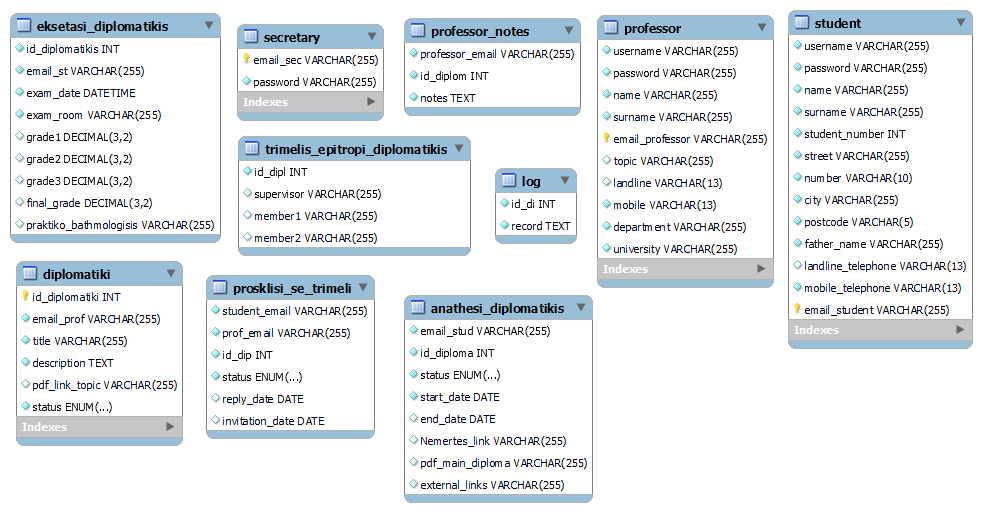 eksetasi_diplomatikis
id_diplomatikis INT
email_st VARCHAR(255)
exam_date DATETIME
exam_room VARCHAR(255)
grade1 DECIMAL(3,2)
grade2 DECIMAL(3,2)
grade3 DECIMAL(3,2)
final_grade DECIMAL(3,2)
praktiko_bathmologisis VARCHAR(255)
secretary
email_sec VARCHAR(255)
password VARCHAR(255)
Indexes
professor_notes
professor_email VARCHAR(255)
id_diplom INT
notes TEXT
professor
username VARCHAR(255)
password VARCHAR(255)
name VARCHAR(255)
surname VARCHAR(255)
email_professor VARCHAR(255)
topic VARCHAR(255)
landline VARCHAR(13)
mobile VARCHAR(13)
department VARCHAR(255)
university VARCHAR(255)
Indexes
student
username VARCHAR(255)
password VARCHAR(255)
name VARCHAR(255)
surname VARCHAR(255)
student_number INT
street VARCHAR(255)
number VARCHAR(10)
city VARCHAR(255)
postcode VARCHAR(5)
father_name VARCHAR(255)
landline_telephone VARCHAR(13)
mobile_telephone VARCHAR(13)
email_student VARCHAR(255)
Indexes
trimelis_epitropi_diplomatikis
id_dipl INT
supervisor VARCHAR(255)
member1 VARCHAR(255)
member2 VARCHAR(255)
log
id_di INT
record TEXT
diplomatiki
id_diplomatiki INT
email_prof VARCHAR(255)
title VARCHAR(255)
description TEXT
pdf_link_topic VARCHAR(255)
status ENUM(...)
Indexes
prosklisi_se_trimeli
student_email VARCHAR(255)
prof_email VARCHAR(255)
id_dip INT
status ENUM(...)
reply_date DATE
invitation_date DATE
anathesi_diplomatikis
email_stud VARCHAR(255)
id_diploma INT
status ENUM(...)
start_date DATE
end_date DATE
Nemertes_link VARCHAR(255)
pdf_main_diploma VARCHAR(255)
external_links VARCHAR(255)